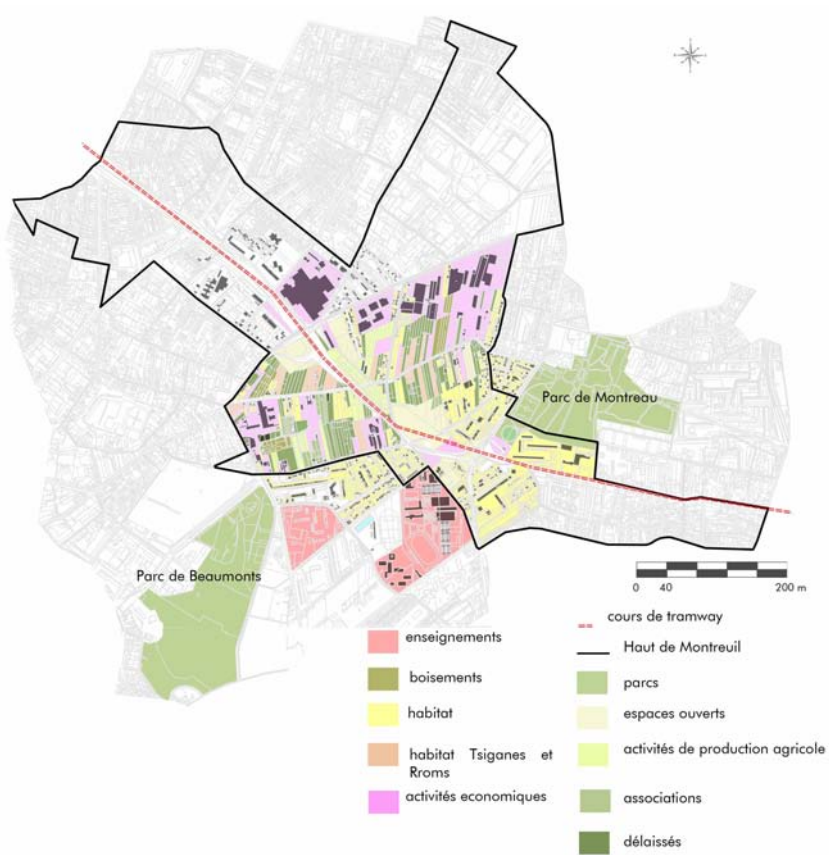 Parc de Montreau
Parc de Beaumonts
0 40 200 m
cours de tramway
Haut de Montreuil
enseignements
boisements
habitat
habitat Tsiganes et
Rroms
activités economiques
parcs
espaces ouverts
activités de production agricole
associations
délaissés